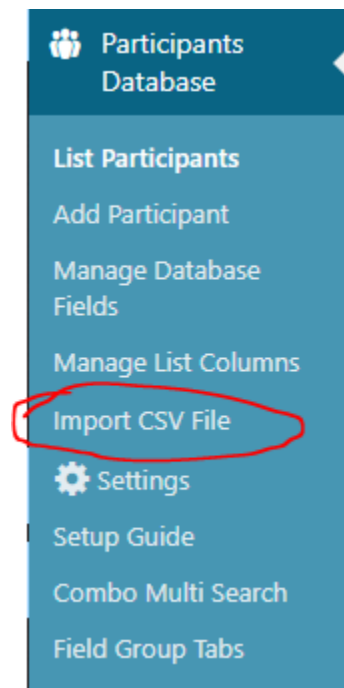 Participants
Database
List Participants
Add Participant
Manage Database
Fields
Manage List Columns
Import CSV File
Settings
Setup Guide
Combo Multi Search
Field Group Tabs